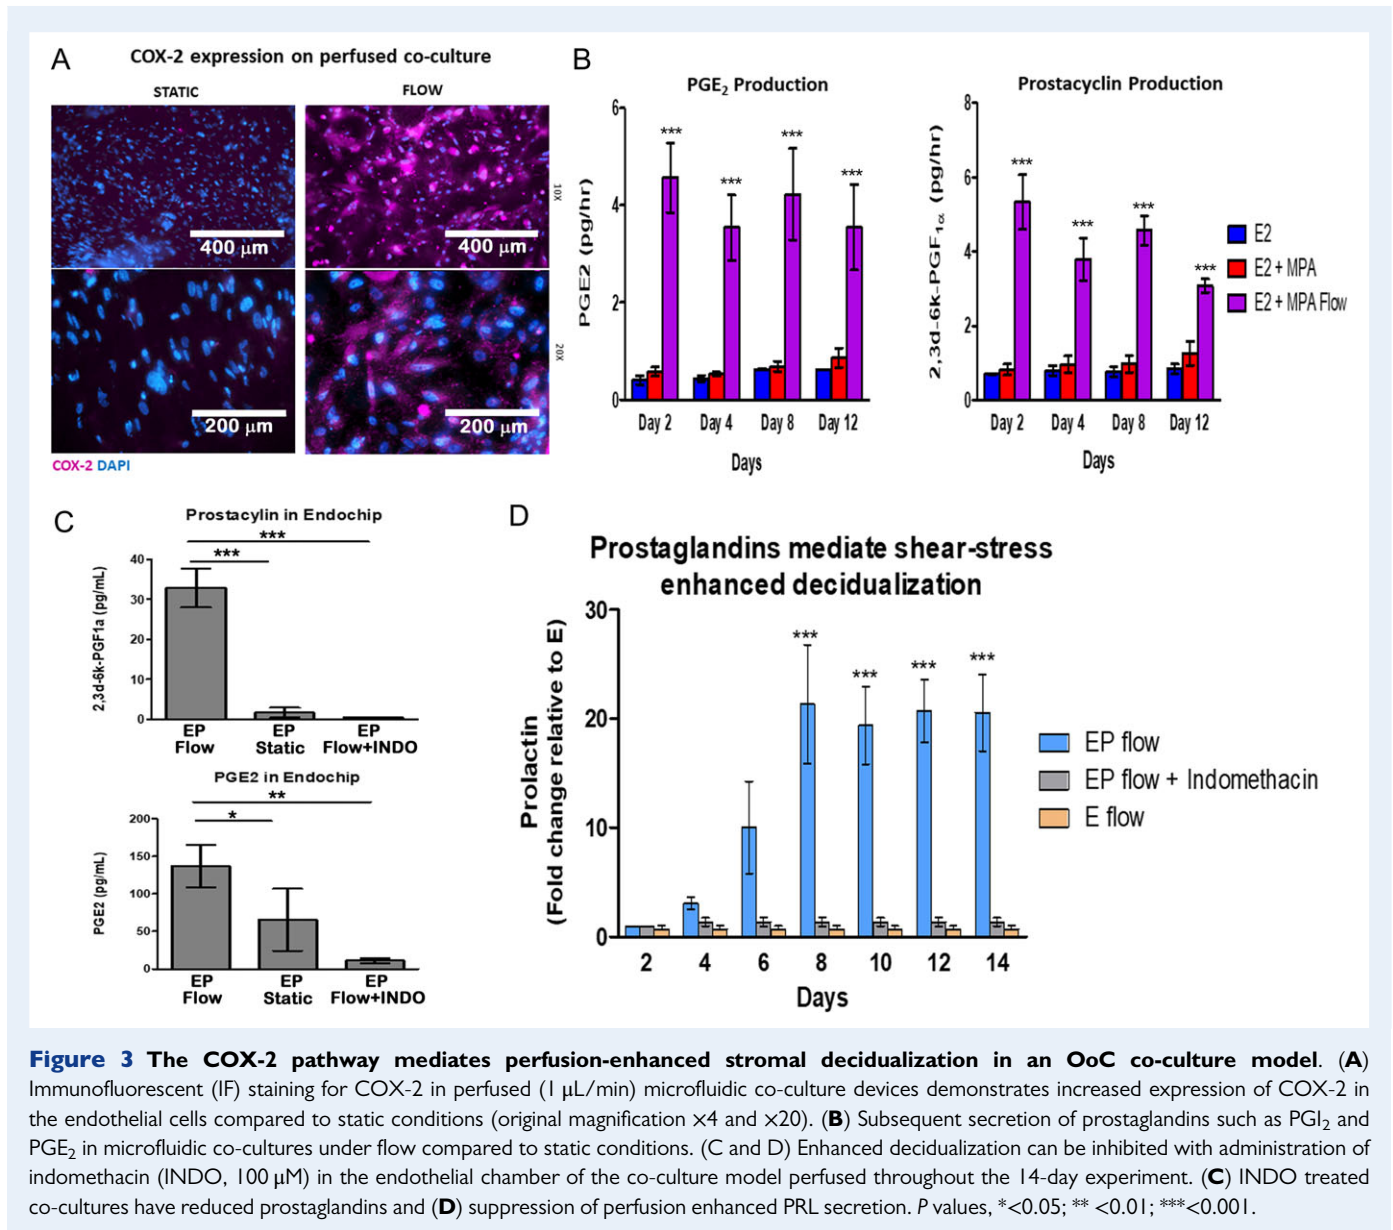 A
COX-2 expression on perfused co-culture
STATIC
FLOW
400 μm
400 μm
10X
200 μm
200 μm
20X
COX-2 DAPI
B
PGE2 Production
PGE2 (pg/hr)
6
4
2
0
***
***
***
***
Day 2
Day 4
Day 8
Day 12
Days
Prostacyclin Production
2,3d-6k-PGF1α (pg/hr)
8
6
4
2
0
***
***
***
***
Day 2
Day 4
Day 8
Day 12
Days
E2
E2 + MPA
E2 + MPA Flow
C
Prostacylin in Endochip
***
***
2,3d-6k-PGF1a (pg/mL)
40
30
20
10
0
EP Flow
EP Static
EP Flow+INDO
PGE2 in Endochip
**
*
PGE2 (pg/mL)
200
150
100
50
0
EP Flow
EP Static
EP Flow+INDO
D
Prostaglandins mediate shear-stress
enhanced decidualization
Prolactin
(Fold change relative to E)
30
20
10
0
***
***
***
***
2
4
6
8
10
12
14
Days
EP flow
EP flow + Indomethacin
E flow
Figure 3 The COX-2 pathway mediates perfusion-enhanced stromal decidualization in an OoC co-culture model. (A)
Immunofluorescent (IF) staining for COX-2 in perfused (1 μL/min) microfluidic co-culture devices demonstrates increased expression of COX-2 in
the endothelial cells compared to static conditions (original magnification ×4 and ×20). (B) Subsequent secretion of prostaglandins such as PGI2 and
PGE2 in microfluidic co-cultures under flow compared to static conditions. (C and D) Enhanced decidualization can be inhibited with administration of
indomethacin (INDO, 100 μM) in the endothelial chamber of the co-culture model perfused throughout the 14-day experiment. (C) INDO treated
co-cultures have reduced prostaglandins and (D) suppression of perfusion enhanced PRL secretion. P values, *<0.05; ** <0.01; ***<0.001.